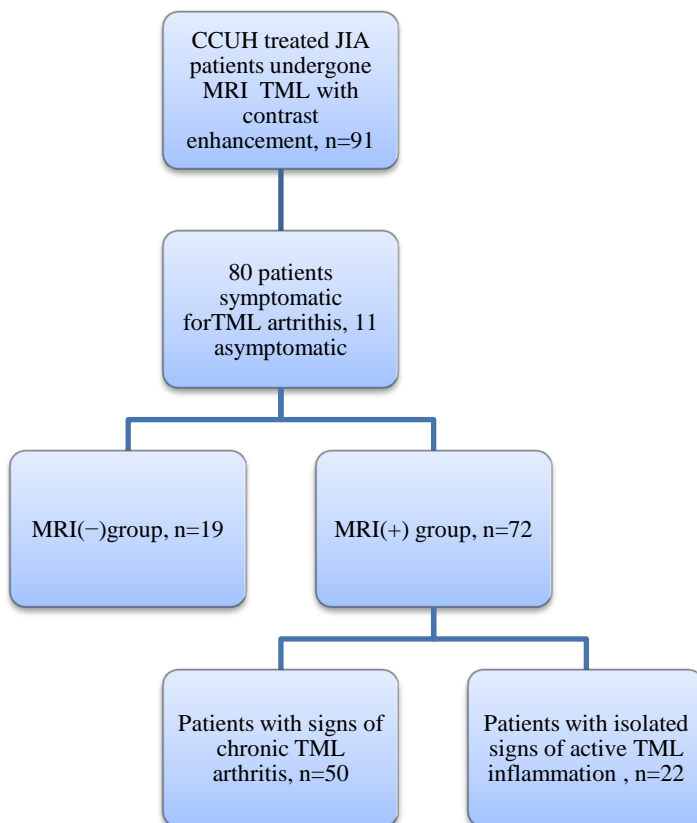 CCUH treated JIA
patients undergone
MRI  TML with
contrast
enhancement, n=91
80 patients
symptomatic
forTML artrithis, 11
asymptomatic
MRI(−)group, n=19
MRI(+) group, n=72
Patients with signs of
chronic TML
arthritis, n=50
Patients with isolated
signs of active TML
inflammation , n=22